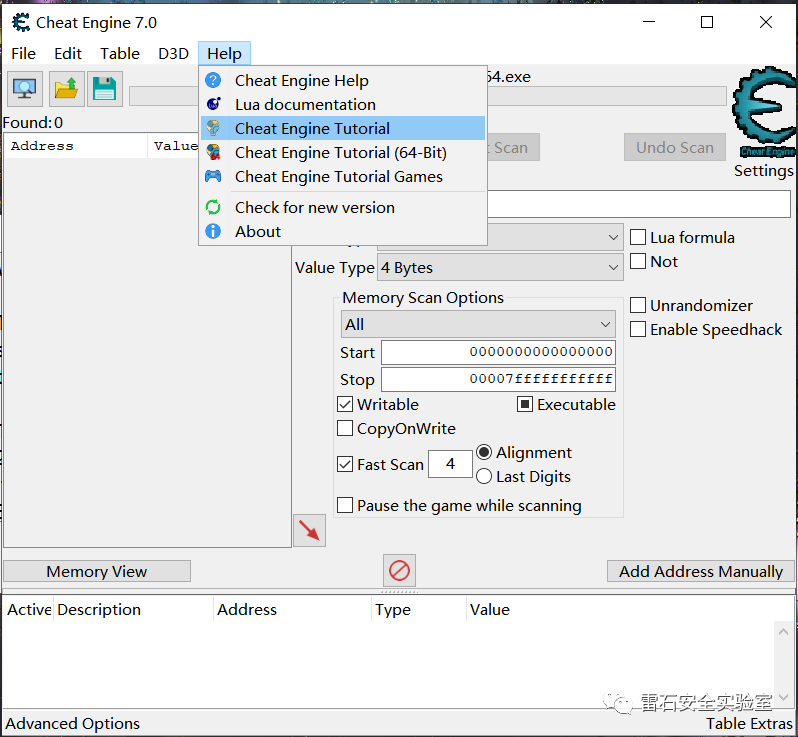 Cheat Engine 7.0
File Edit Table D3D Help
64.exe
Cheat Engine Help
Lua documentation
Cheat Engine Tutorial
Cheat Engine Tutorial (64-Bit)
Cheat Engine Tutorial Games
Check for new version
About
Found:0
Address Value
Scan Undo Scan
Cheat Engine
Settings
Lua formula
Value Type 4 Bytes
Not
Memory Scan Options
All
Unrandomizer
Enable Speedhack
Start 0000000000000000
Stop 00007fffffffffff
Writable Executable
CopyOnWrite
Fast Scan 4 Alignment
Last Digits
Pause the game while scanning
Memory View Add Address Manually
Active Description Address Type Value
雷石安全实验室
Advanced Options Table Extras